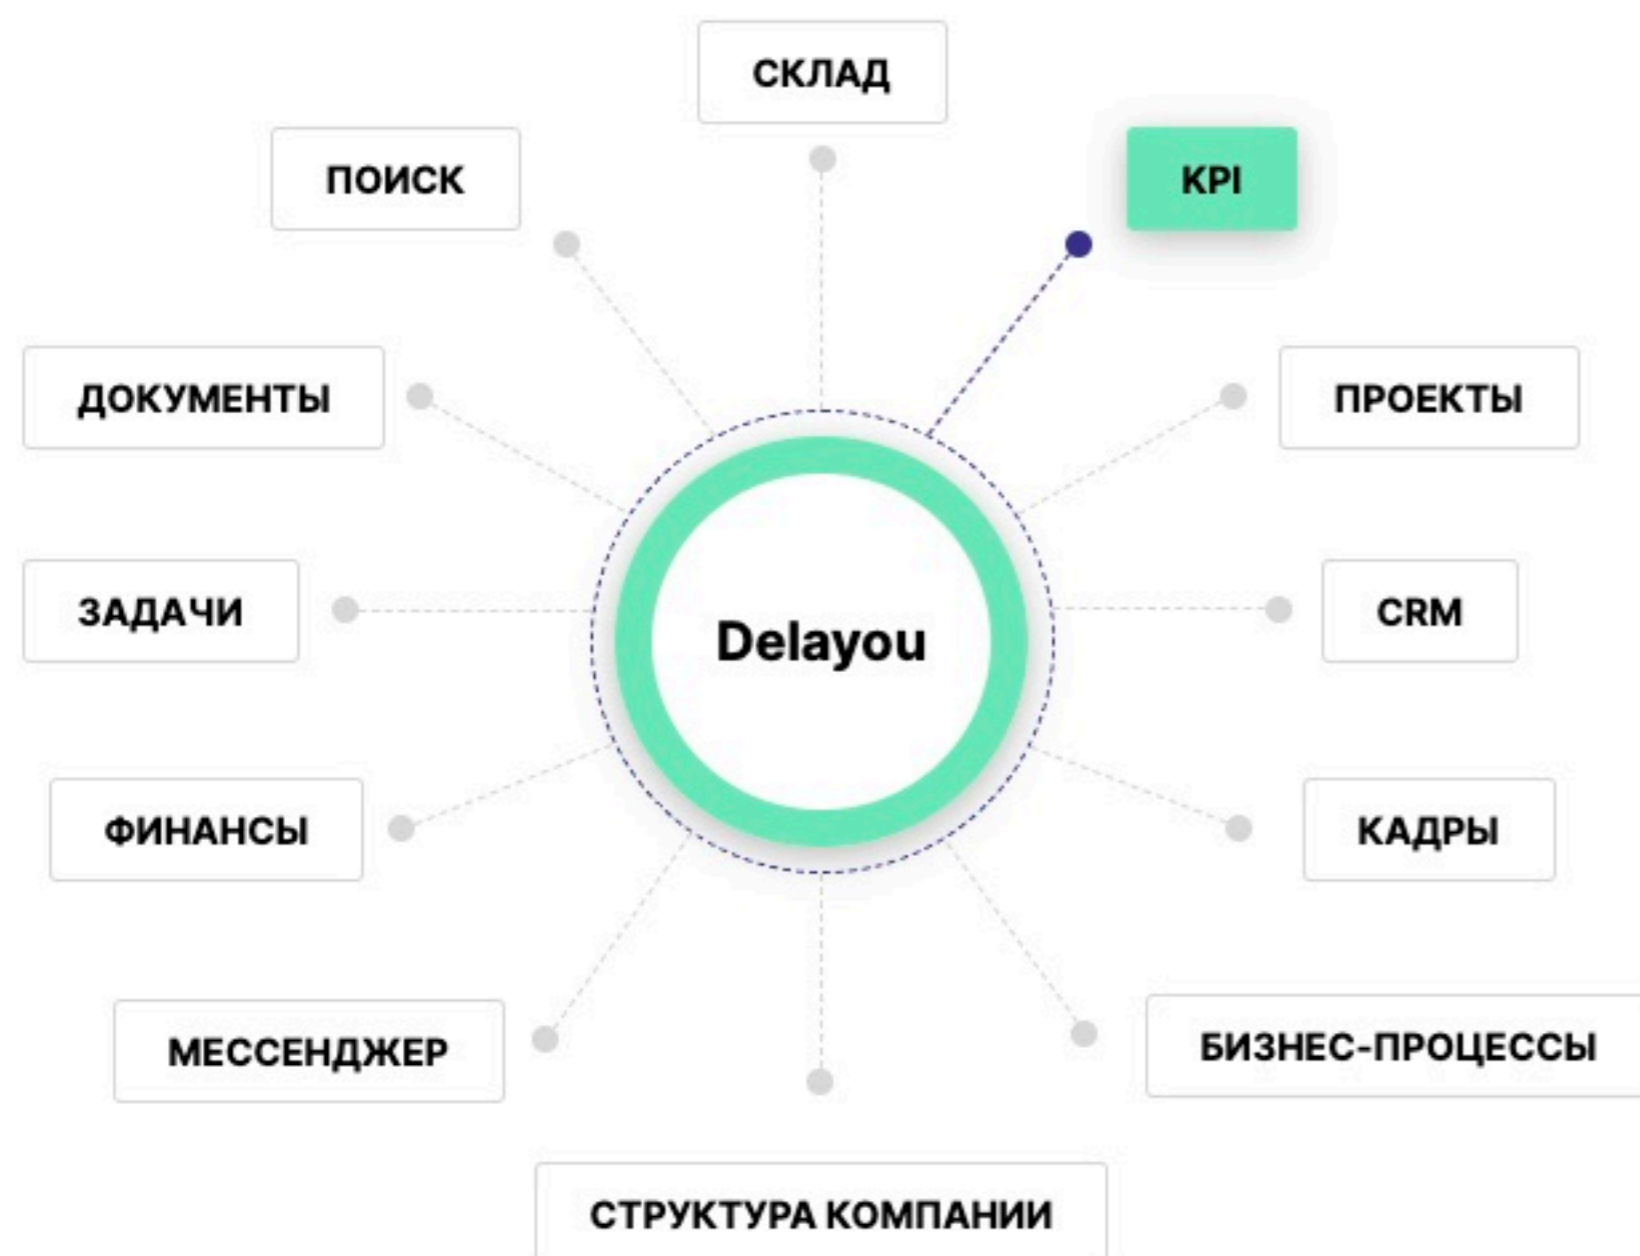 СКЛАД
ПОИСК
KPI
ДОКУМЕНТЫ
ПРОЕКТЫ
ЗАДАЧИ
CRM
Delayou
ФИНАНСЫ
КАДРЫ
МЕССЕНДЖЕР
БИЗНЕС-ПРОЦЕССЫ
СТРУКТУРА КОМПАНИИ